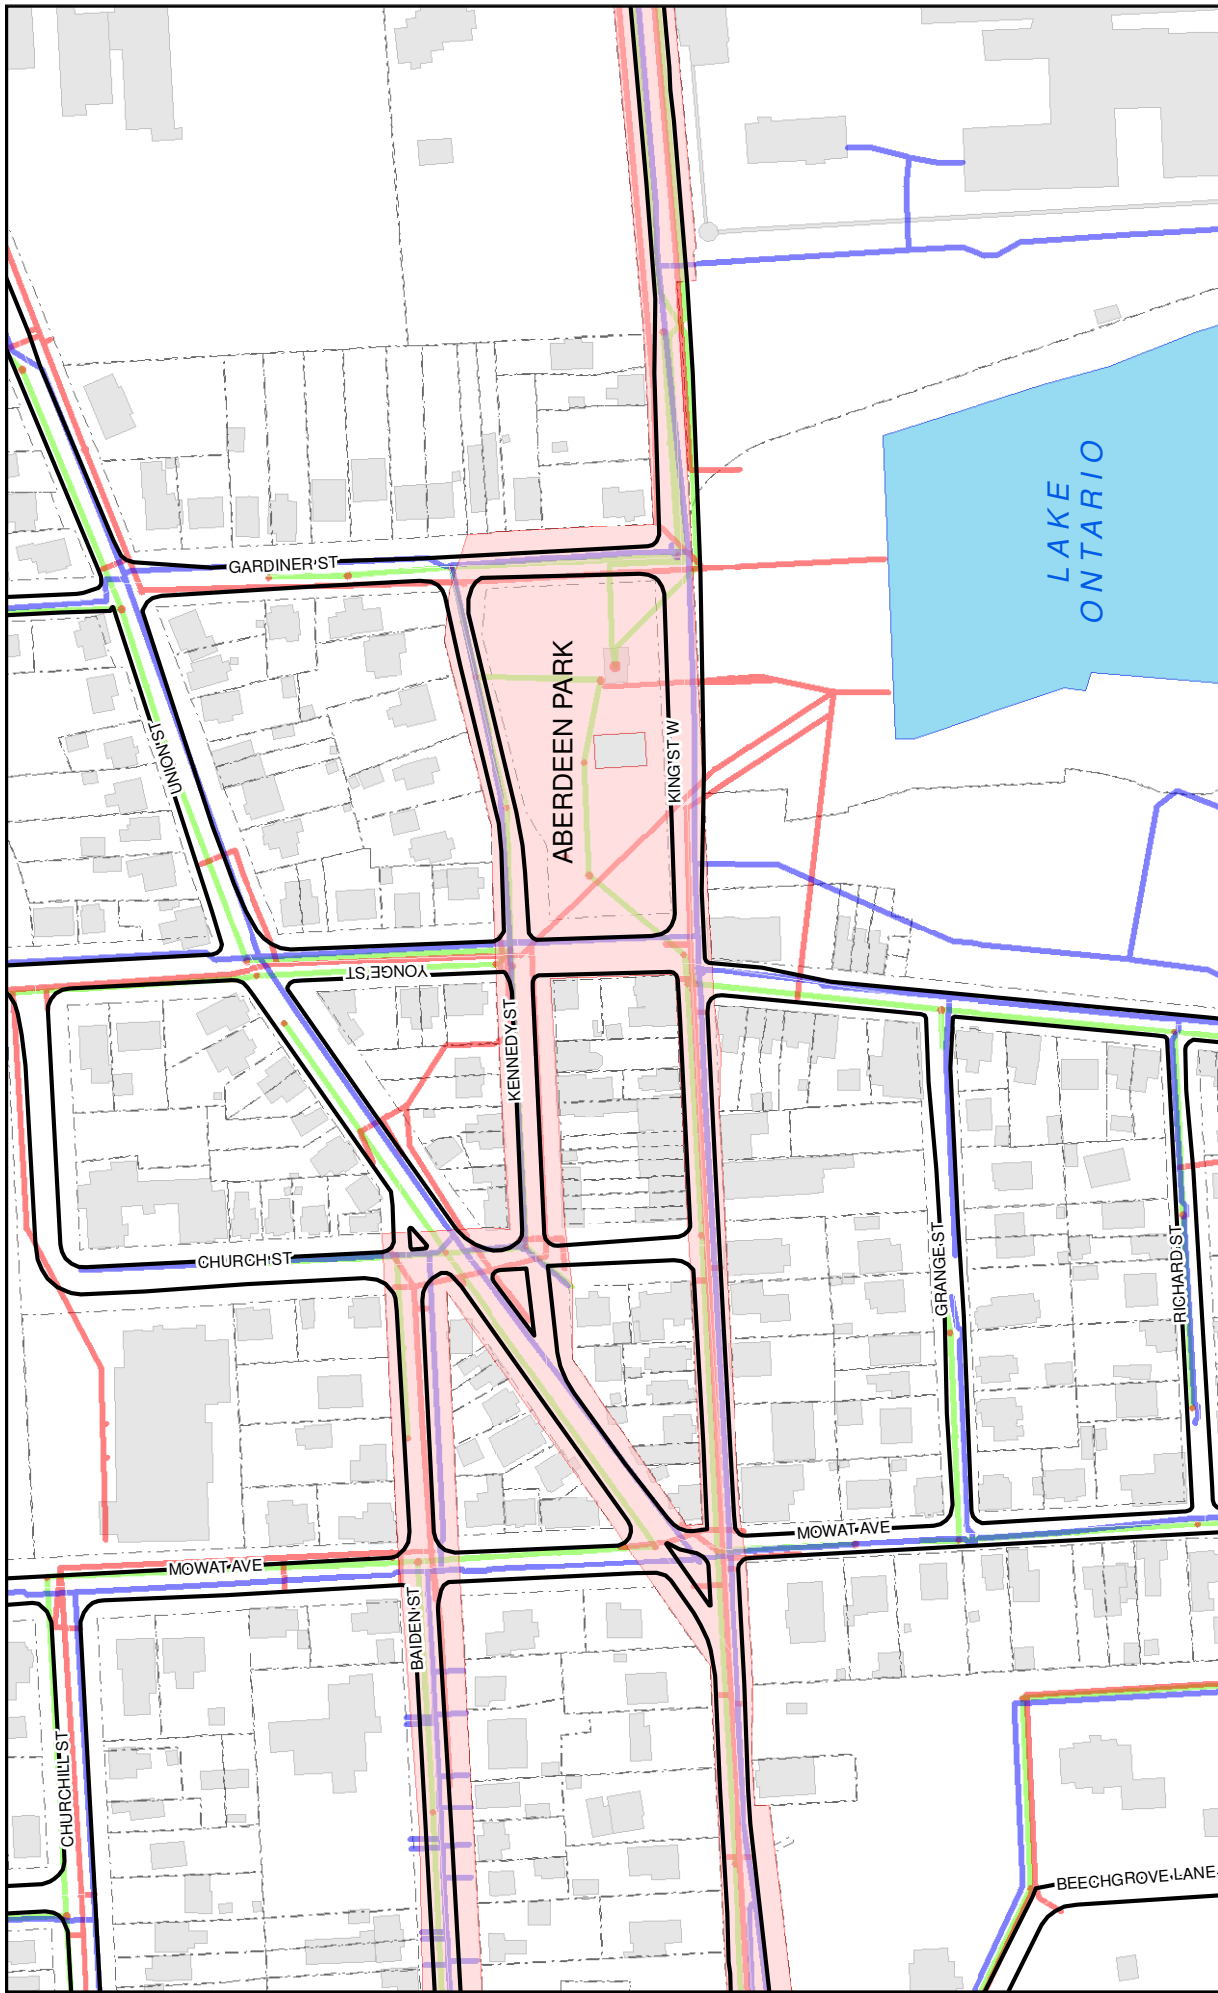 GARDINER ST
LAKE
ONTARIO
ABERDEEN PARK
UNION ST
KING ST W
YONGE ST
KENNEDY ST
CHURCH ST
GRANGE ST
RICHARD ST
MOWAT AVE
MOWAT AVE
BAIDEN ST
CHURCHILL ST
BEECHGROVE LANE